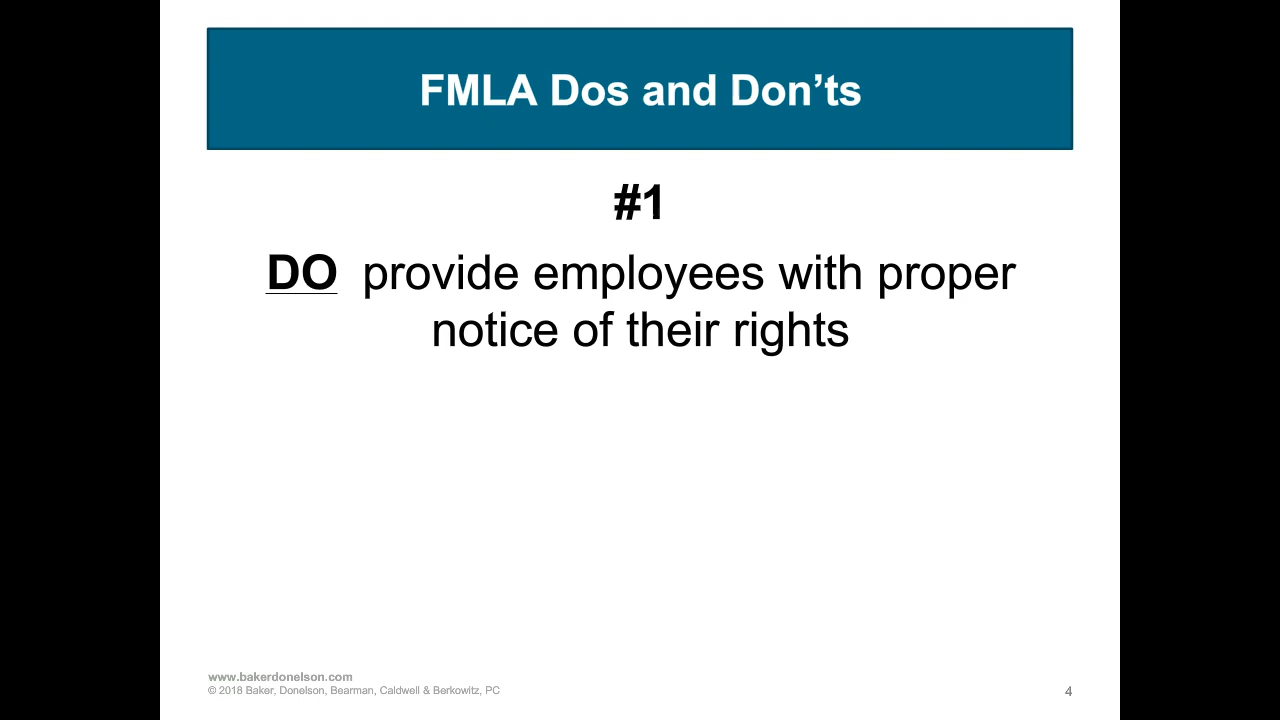 FMLA Dos and Don’ts
#1
DO provide employees with proper
notice of their rights
www.bakerdonelson.com
© 2018 Baker, Donelson, Bearman, Caldwell & Berkowitz, PC
4